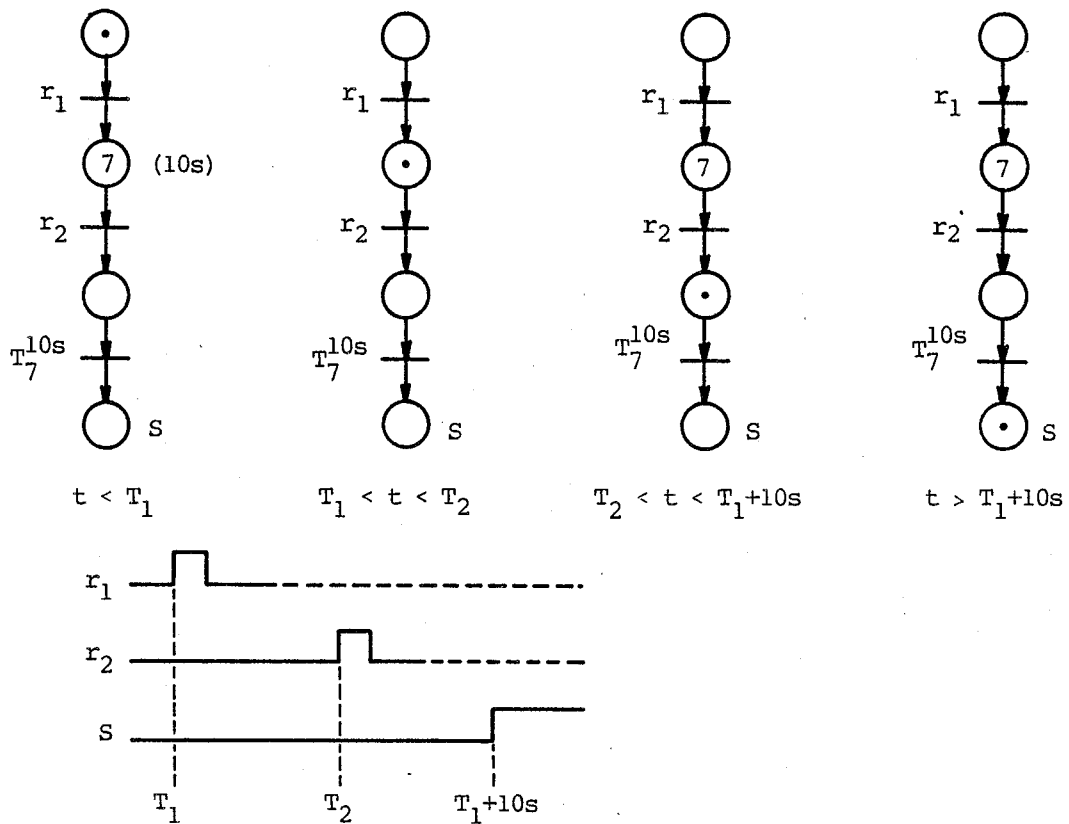 r₁ r₁ r₁ r₁
7 (10s) 7 7
r₂ r₂ r₂ r₂
T₇^10s T₇^10s T₇^10s T₇^10s
S S S S
t < T₁ T₁ < t < T₂ T₂ < t < T₁+10s t > T₁+10s
r₁
r₂
S
T₁ T₂ T₁+10s